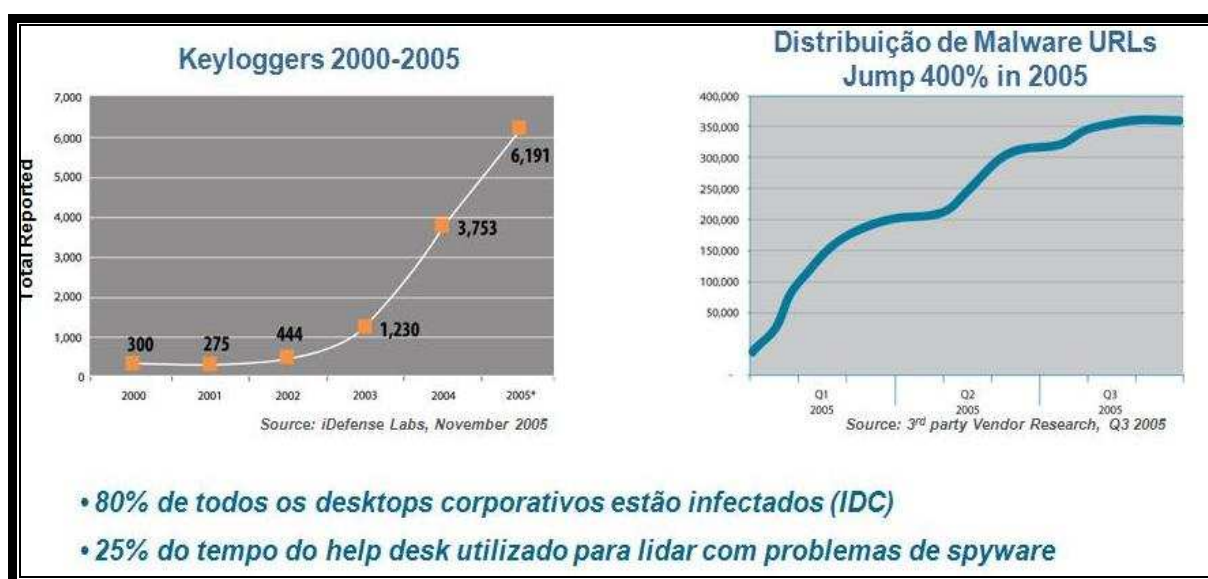 Keyloggers 2000-2005
Total Reported
7,000
6,000
5,000
4,000
3,000
2,000
1,000
0
300
275
444
1,230
3,753
6,191
2000
2001
2002
2003
2004
2005*
Source: iDefense Labs, November 2005
Distribuição de Malware URLs
Jump 400% in 2005
400,000
350,000
300,000
250,000
200,000
150,000
100,000
50,000
-
Q1
2005
Q2
2005
Q3
2005
Source: 3rd party Vendor Research, Q3 2005
• 80% de todos os desktops corporativos estão infectados (IDC)
• 25% do tempo do help desk utilizado para lidar com problemas de spyware